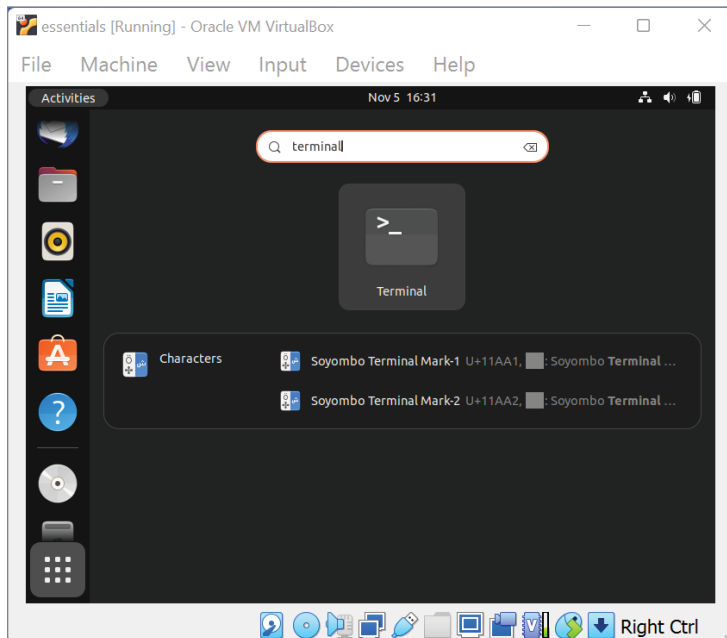 essentials [Running] - Oracle VM VirtualBox
File Machine View Input Devices Help
Activities Nov 5 16:31
terminal
>_
Terminal
Characters
Soyombo Terminal Mark-1 U+11AA1, : Soyombo Terminal ...
Soyombo Terminal Mark-2 U+11AA2, : Soyombo Terminal ...
Right Ctrl